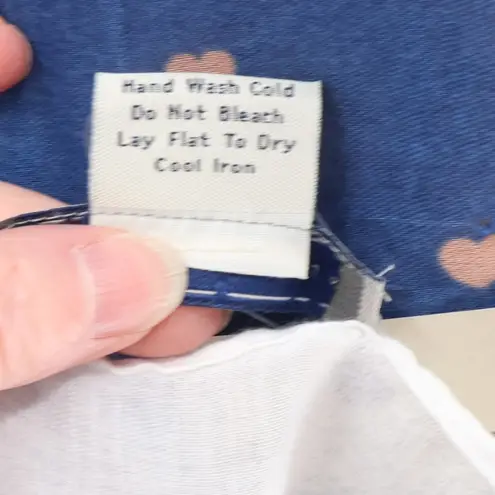 Hand Wash Cold
Do Not Bleach
Lay Flat To Dry
Cool Iron